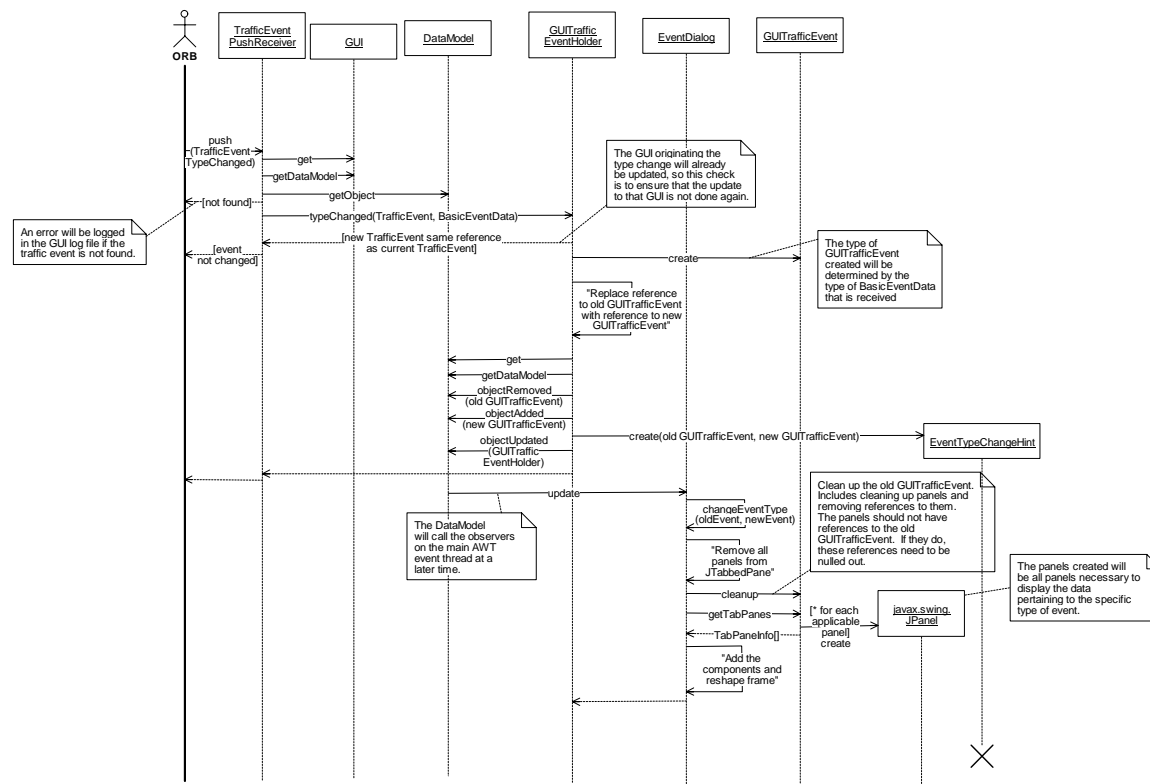 TrafficEvent
PushReceiver
GUI
DataModel
GUITraffic
EventHolder
EventDialog
GUITrafficEvent
ORB
push
(TrafficEvent
TypeChanged)
get
getDataModel
getObject
[not found]
typeChanged(TrafficEvent, BasicEventData)
The GUI originating the
type change will already
be updated, so this check
is to ensure that the update
to that GUI is not done again.
An error will be logged
in the GUI log file if the
traffic event is not found.
[new TrafficEvent same reference
as current TrafficEvent]
[event
not changed]
create
The type of
GUITrafficEvent
created will be
determined by the
type of BasicEventData
that is received
"Replace reference
to old GUITrafficEvent
with reference to new
GUITrafficEvent"
get
getDataModel
objectRemoved
(old GUITrafficEvent)
objectAdded
(new GUITrafficEvent)
create(old GUITrafficEvent, new GUITrafficEvent)
EventTypeChangeHint
objectUpdated
(GUITraffic
EventHolder)
update
Clean up the old GUITrafficEvent.
Includes cleaning up panels and
removing references to them.
The panels should not have
references to the old
GUITrafficEvent. If they do,
these references need to be
nulled out.
changeEventType
(oldEvent, newEvent)
The DataModel
will call the observers
on the main AWT
event thread at a
later time.
"Remove all
panels from
JTabbedPane"
The panels created will
be all panels necessary to
display the data
pertaining to the specific
type of event.
cleanup
getTabPanes
[* for each
applicable
panel]
create
javax.swing.
JPanel
TabPaneInfo[]
"Add the
components and
reshape frame"